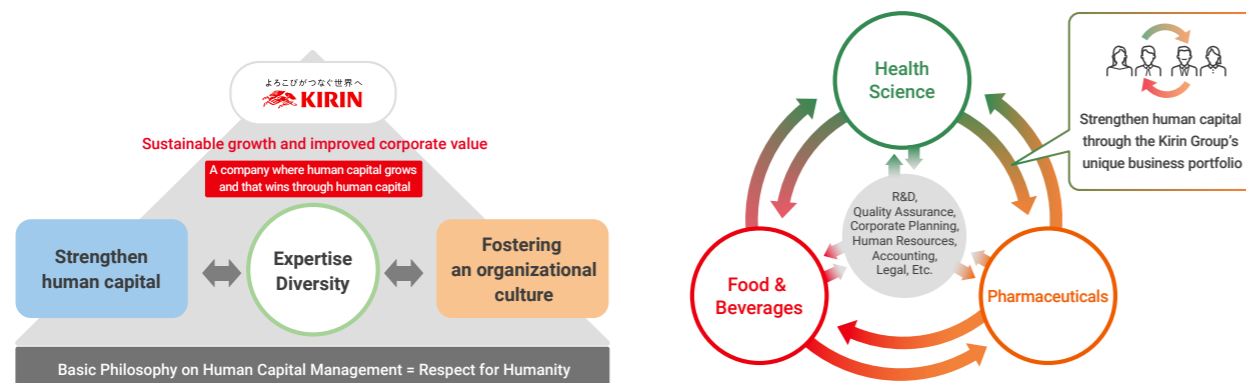 よろこびがつなぐ世界へ
KIRIN
Sustainable growth and improved corporate value
A company where human capital grows
and that wins through human capital
Strengthen
human capital
Expertise
Diversity
Fostering
an organizational
culture
Basic Philosophy on Human Capital Management = Respect for Humanity
Health
Science
Strengthen human capital
through the Kirin Group's
unique business portfolio
R&D,
Quality Assurance,
Corporate Planning,
Human Resources,
Accounting,
Legal, Etc.
Food &
Beverages
Pharmaceuticals